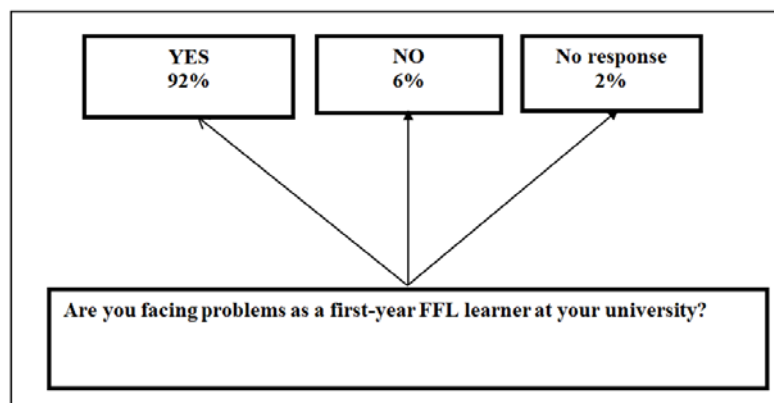 YES
92%
NO
6%
No response
2%
Are you facing problems as a first-year FFL learner at your university?